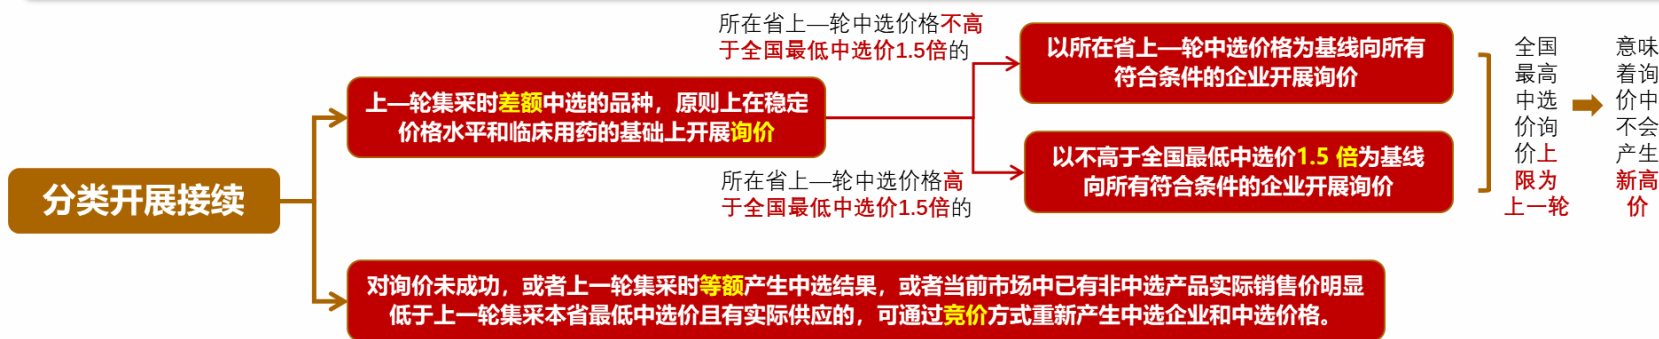 分类开展接续
上—轮集采时差额中选的品种，原则上在稳定
价格水平和临床用药的基础上开展询价
所在省上—轮中选价格不高
于全国最低中选价1.5倍的
以所在省上—轮中选价格为基线向所有
符合条件的企业开展询价
所在省上—轮中选价格高
于全国最低中选价1.5倍的
以不高于全国最低中选价1.5 倍为基线
向所有符合条件的企业开展询价
全国
最高
中选
价询
价上
限为
上一轮
意味
着询
价中
不会
产生
新高
价
对询价未成功，或者上一轮集采时等额产生中选结果，或者当前市场中已有非中选产品实际销售价明显
低于上一轮集采本省最低中选价且有实际供应的，可通过竞价方式重新产生中选企业和中选价格。